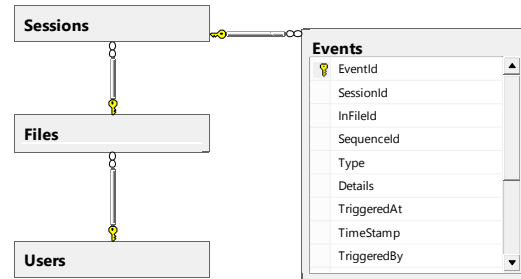 Sessions
Events
EventId
SessionId
InFileId
SequenceId
Type
Details
TriggeredAt
TimeStamp
TriggeredBy
Files
Users